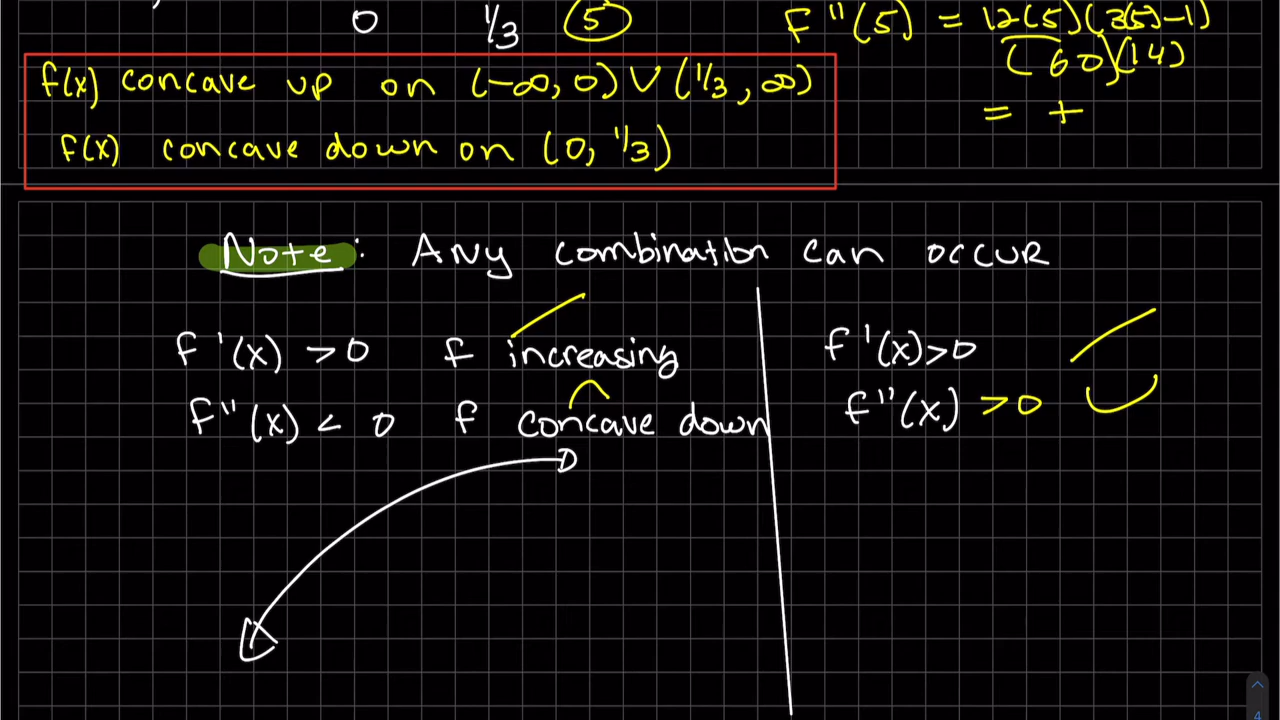 0 1/3 5
f''(5) = 12(5)(3(5)-1)
(60)(14)
= +
f(x) concave up on (-∞, 0) ∪ (1/3, ∞)
f(x) concave down on (0, 1/3)
Note: Any combination can occur
f'(x) > 0 f increasing
f''(x) < 0 f concave down
f'(x) > 0
f''(x) > 0
4